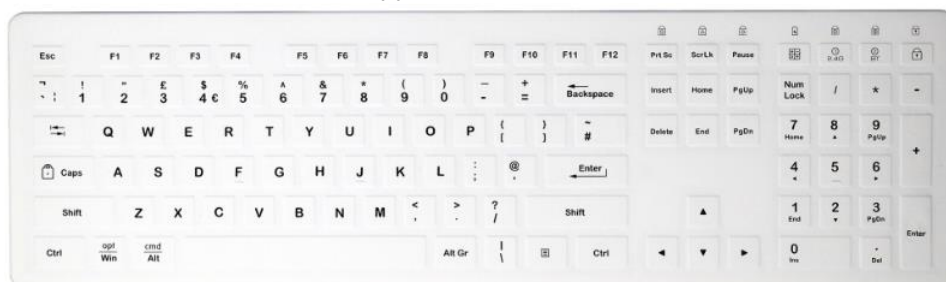 Esc F1 F2 F3 F4 F5 F6 F7 F8 F9 F10 F11 F12 Prt Sc Scr Lk Pause 2.4G BT
¬ ! " £ $ % ^ & * ( ) _ +
` ¦ 1 2 3 4 € 5 6 7 8 9 0 - = Backspace Insert Home PgUp Num Lock / * -
Q W E R T Y U I O P { [ } ] ~ # Delete End PgDn 7 Home 8 9 PgUp +
Caps A S D F G H J K L : ; @ ' Enter 4 5 6
Shift Z X C V B N M < , > . ? / Shift 1 End 2 3 PgDn Enter
Ctrl opt Win cmd Alt Alt Gr | \ Ctrl 0 Ins . Del